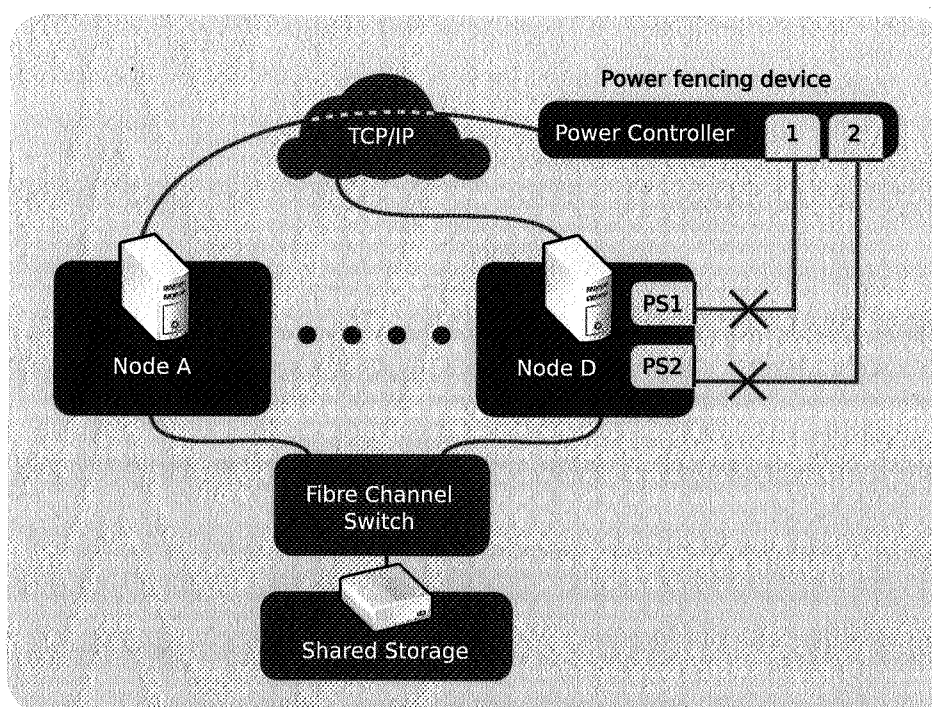 Power fencing device
TCP/IP
Power Controller
1
2
PS1
Node A
Node D
PS2
Fibre Channel
Switch
Shared Storage